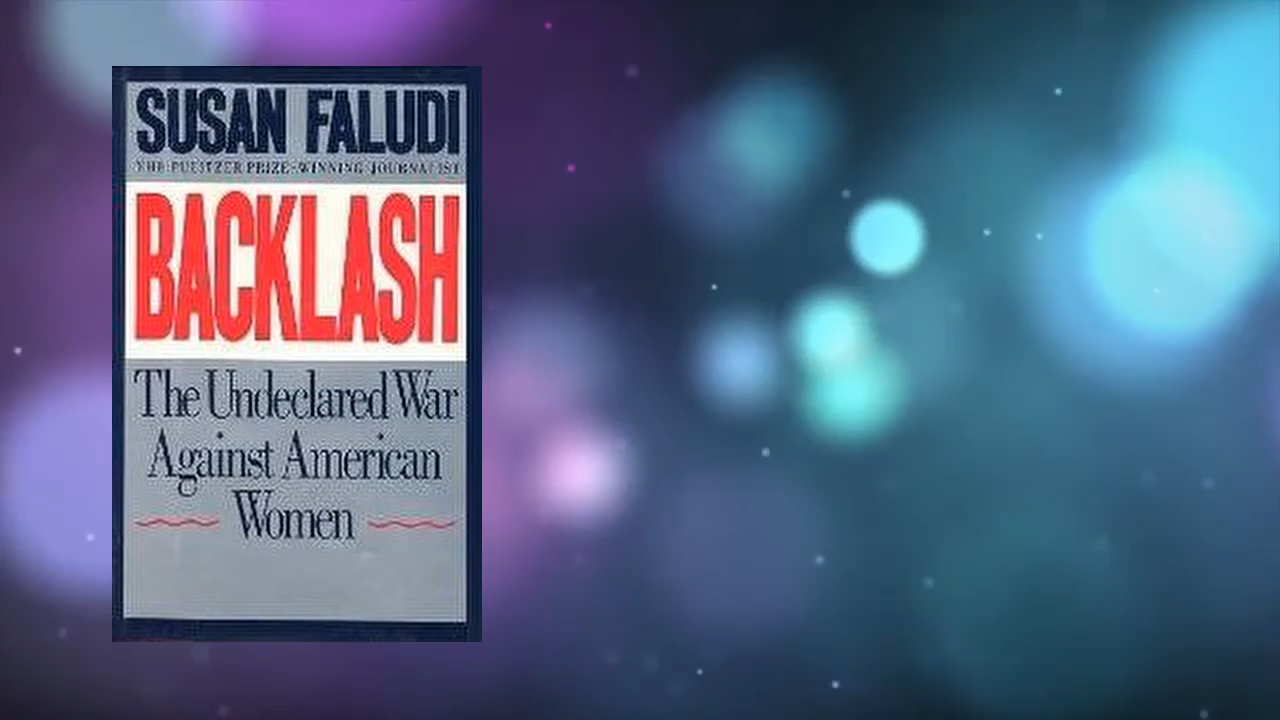 SUSAN FALUDI
THE PULITZER PRIZE-WINNING JOURNALIST
BACKLASH
The Undeclared War
Against American
Women